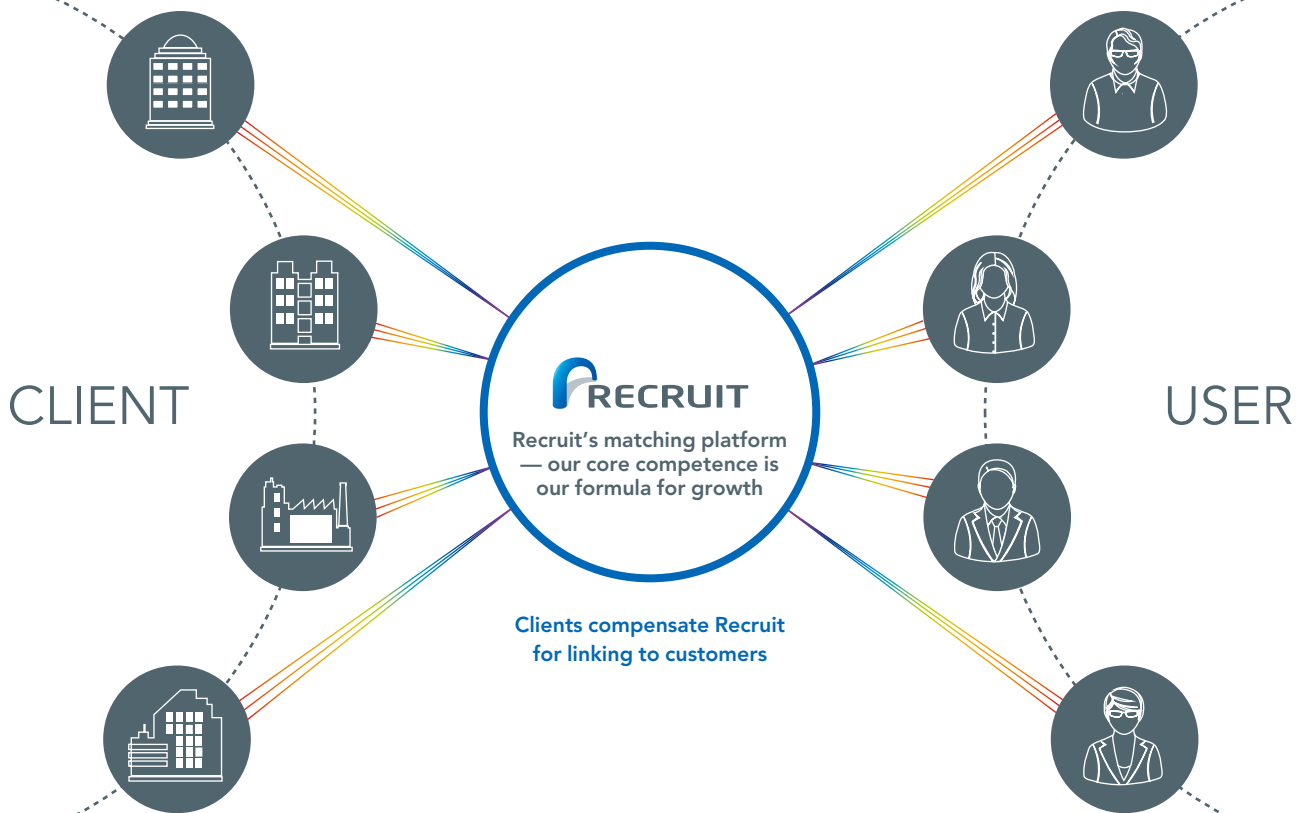 CLIENT
RECRUIT
Recruit’s matching platform
— our core competence is
our formula for growth
USER
Clients compensate Recruit
for linking to customers